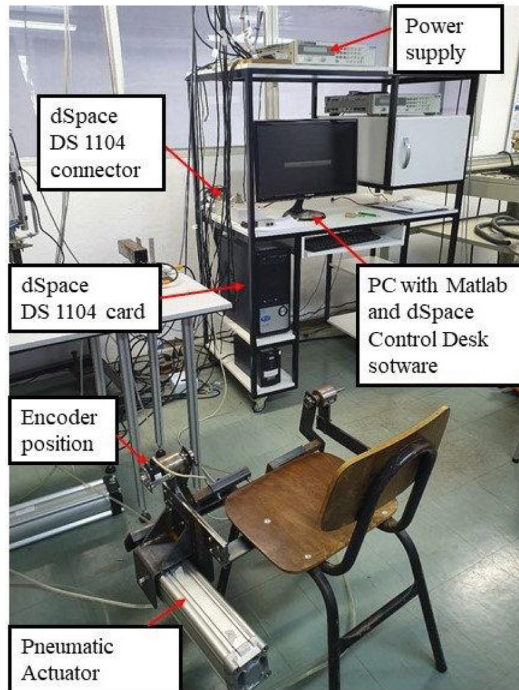 Power
supply
dSpace
DS 1104
connector
dSpace
DS 1104 card
PC with Matlab
and dSpace
Control Desk
sotware
Encoder
position
Pneumatic
Actuator